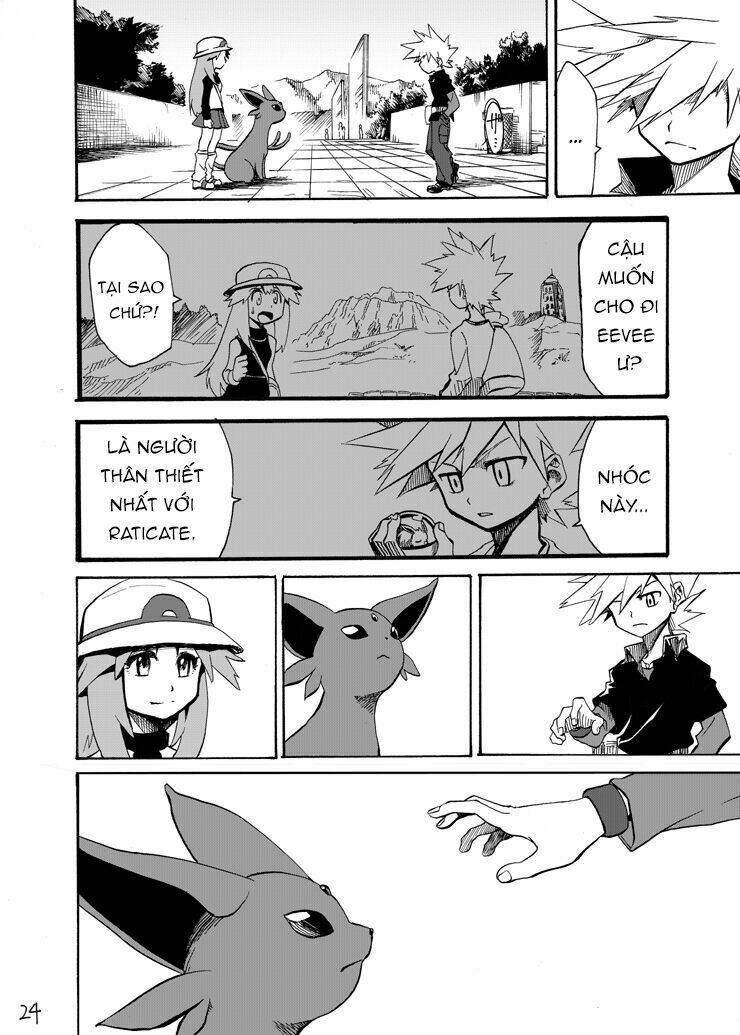 ...
CẬU
MUỐN
CHO ĐI
EEVEE
Ư?
TẠI SAO
CHỨ?!
NHÓC
NÀY...
LÀ NGƯỜI
THÂN THIẾT
NHẤT VỚI
RATICATE.
24